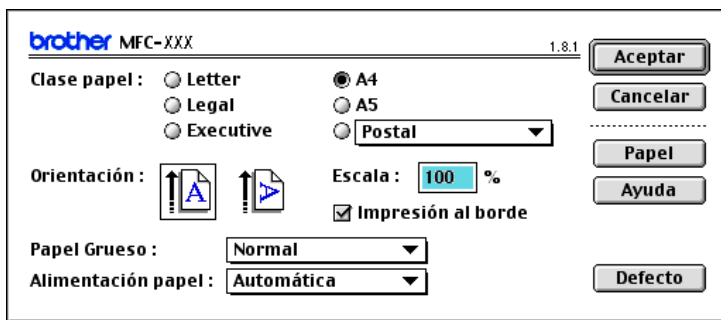 brother MFC-XXX 1.8.1
Clase papel : Letter A4
Legal A5
Executive Postal
Orientación : A A Escala : 100 %
Impresión al borde
Papel Grueso : Normal
Alimentación papel : Automática
Aceptar
Cancelar
Papel
Ayuda
Defecto